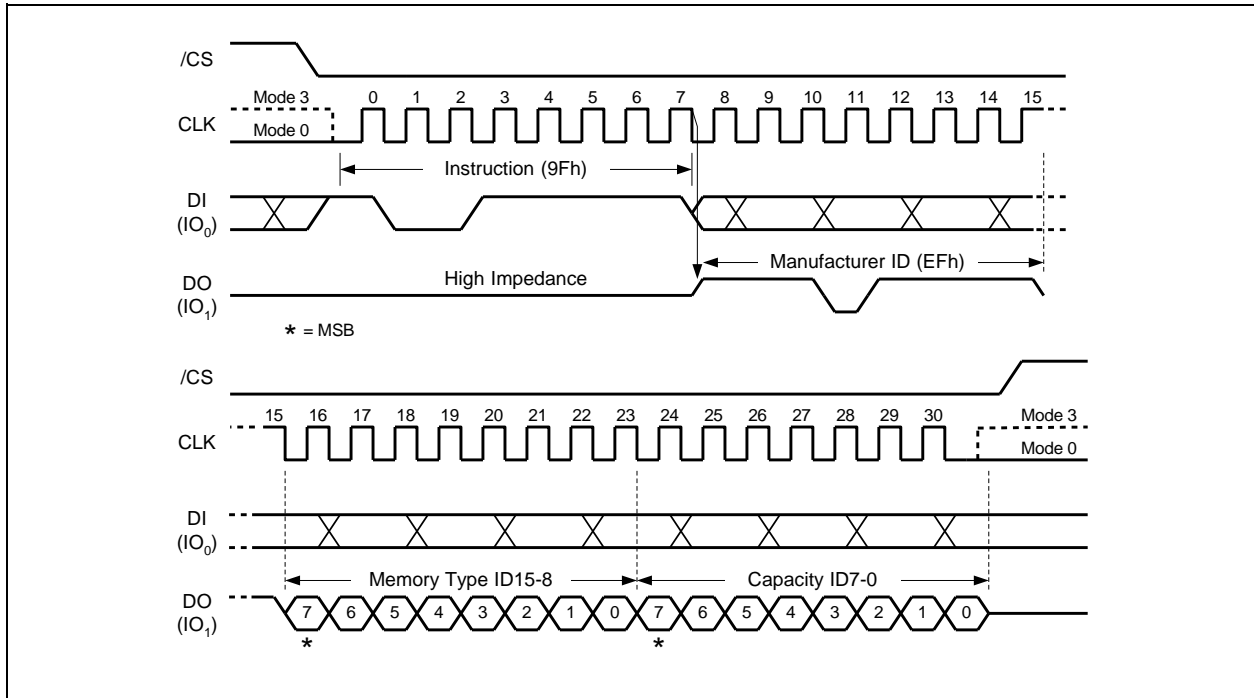 /CS
Mode 3
0 1 2 3 4 5 6 7 8 9 10 11 12 13 14 15
CLK
Mode 0
Instruction (9Fh)
DI
(IO0)
Manufacturer ID (EFh)
High Impedance
DO
(IO1)
* = MSB
/CS
15 16 17 18 19 20 21 22 23 24 25 26 27 28 29 30
Mode 3
CLK
Mode 0
DI
(IO0)
Memory Type ID15-8
Capacity ID7-0
DO
(IO1)
7 6 5 4 3 2 1 0 7 6 5 4 3 2 1 0
* *